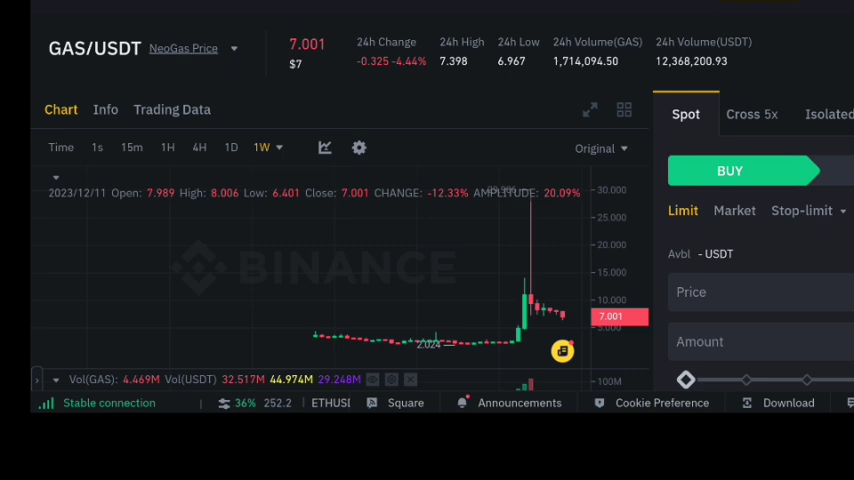 GAS/USDT NeoGas Price
7.001
$7
24h Change
-0.325 -4.44%
24h High
7.398
24h Low
6.967
24h Volume(GAS)
1,714,094.50
24h Volume(USDT)
12,368,200.93
Chart Info Trading Data
Time 1s 15m 1H 4H 1D 1W
Original
2023/12/11 Open: 7.989 High: 8.006 Low: 6.401 Close: 7.001 CHANGE: -12.33% AMPLITUDE: 20.09%
BINANCE
30.000
25.000
20.000
15.000
10.000
7.001
5.000
2.024
Vol(GAS): 4.469M Vol(USDT) 32.517M 44.974M 29.248M
100M
Spot Cross 5x Isolated
BUY
Limit Market Stop-limit
Avbl - USDT
Price
Amount
Stable connection 36% 252.2 ETHUSI Square Announcements Cookie Preference Download